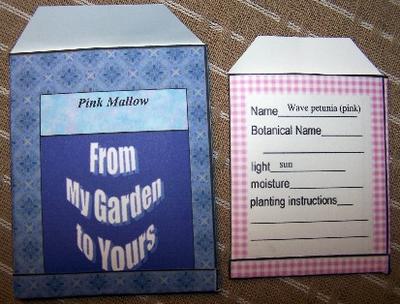 Pink Mallow
From
My Garden
to Yours
Name Wave petunia (pink)
Botanical Name
light sun
moisture
planting instructions